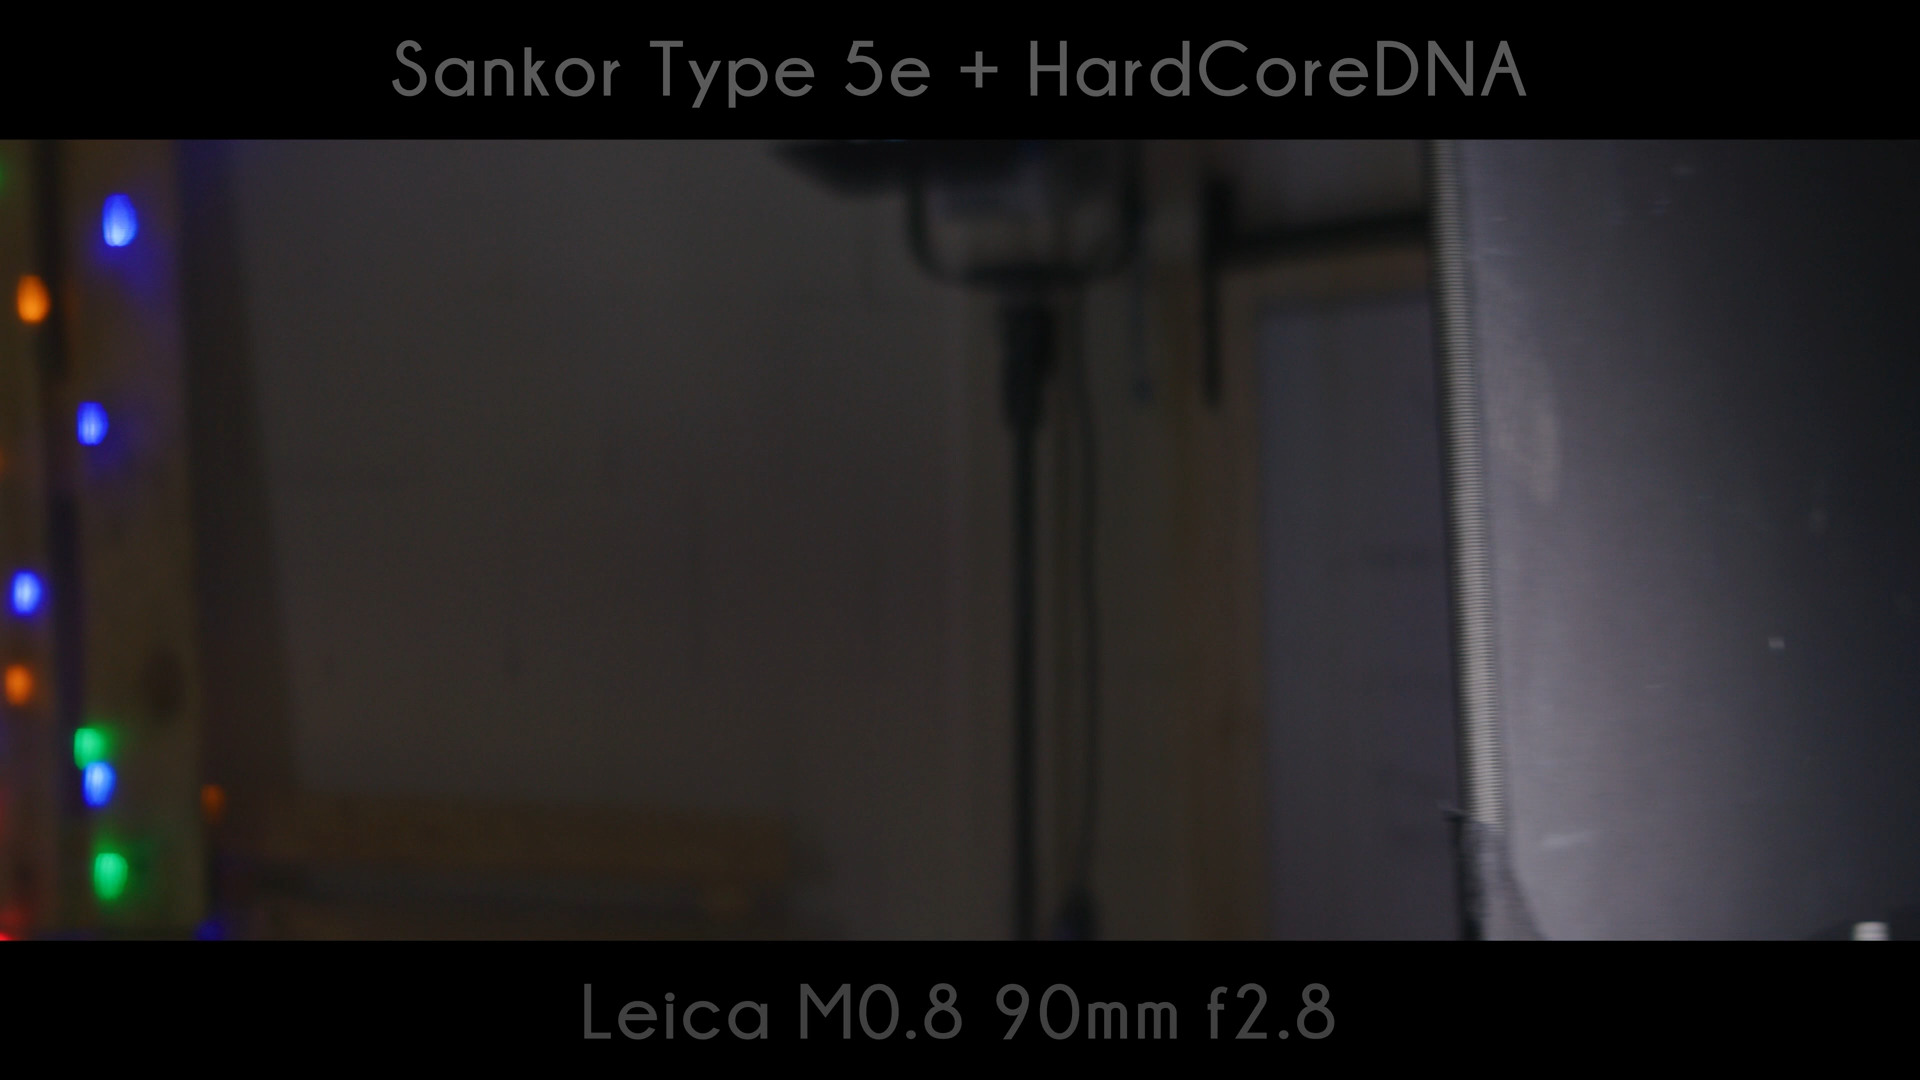 Sankor Type 5e + HardCoreDNA
Leica M0.8 90mm f2.8